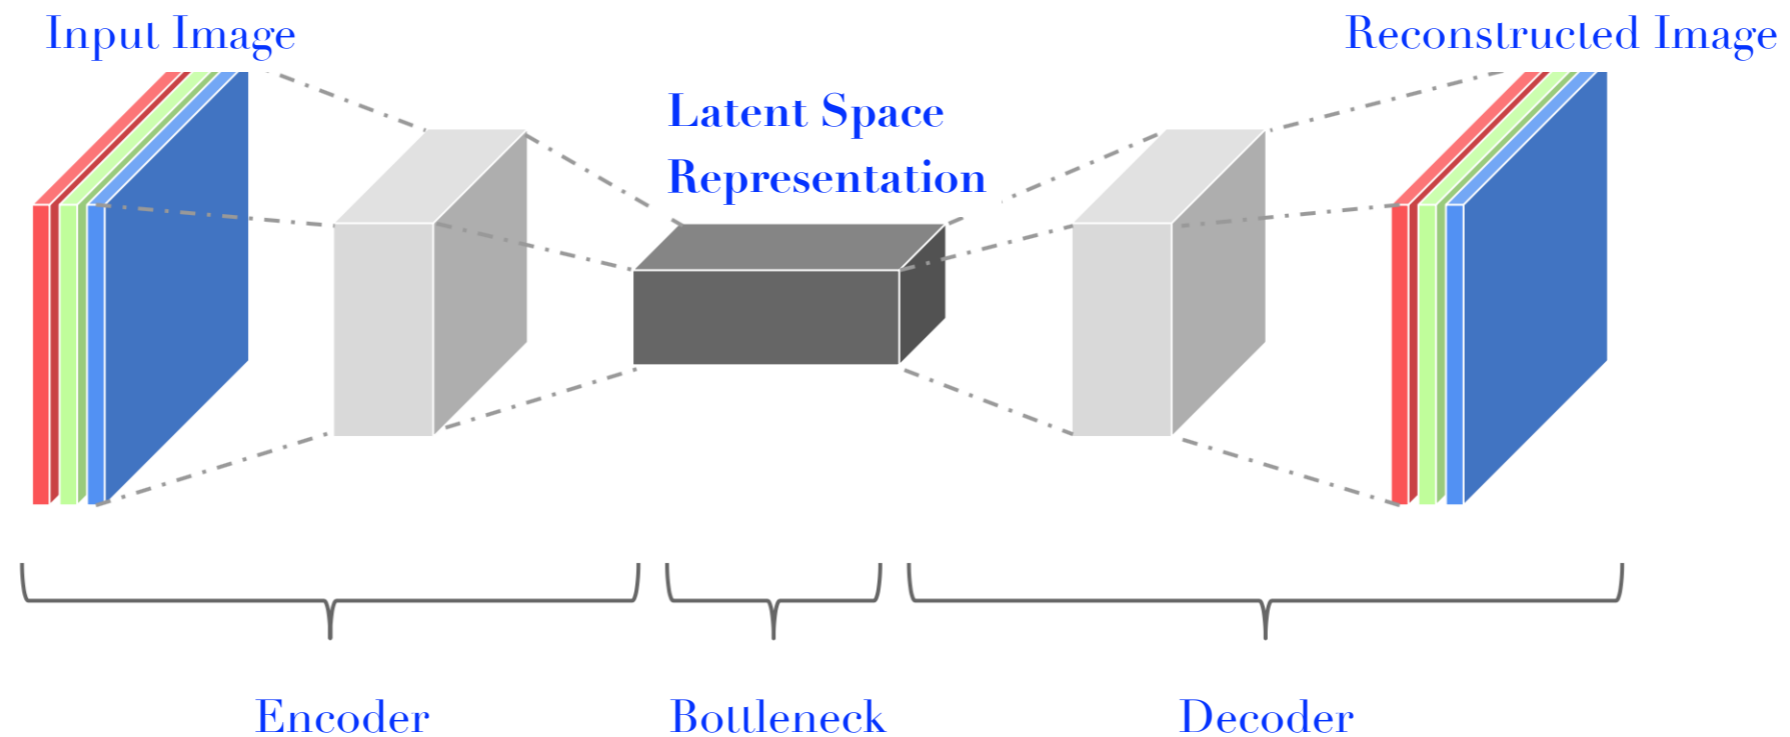 Input Image
Reconstructed Image
Latent Space
Representation
Encoder
Bottleneck
Decoder